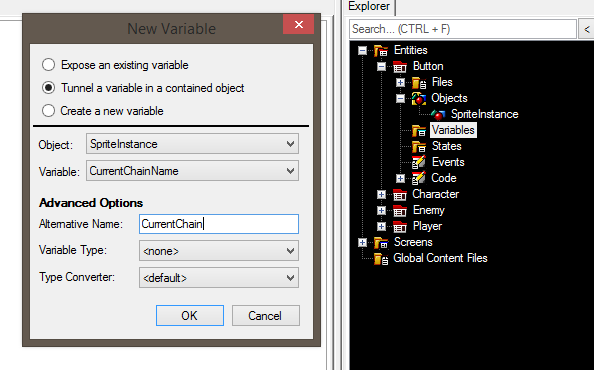 New Variable
Expose an existing variable
Tunnel a variable in a contained object
Create a new variable
Object: SpriteInstance
Variable: CurrentChainName
Advanced Options
Alternative Name: CurrentChain
Variable Type: <none>
Type Converter: <default>
OK Cancel
Explorer
Search... (CTRL + F) <
Entities
Button
Files
Objects
SpriteInstance
Variables
States
Events
Code
Character
Enemy
Player
Screens
Global Content Files